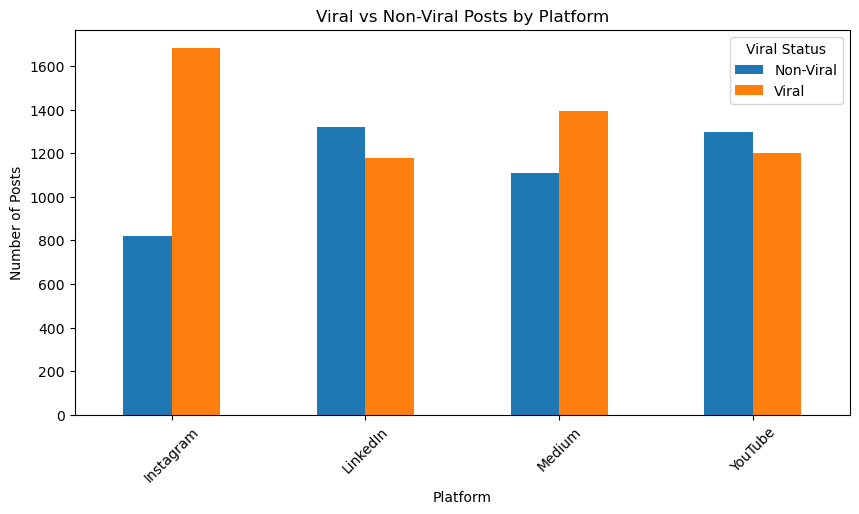 Viral vs Non-Viral Posts by Platform
Viral Status
Non-Viral
Viral
Number of Posts
1600
1400
1200
1000
800
600
400
200
0
Instagram
LinkedIn
Medium
YouTube
Platform